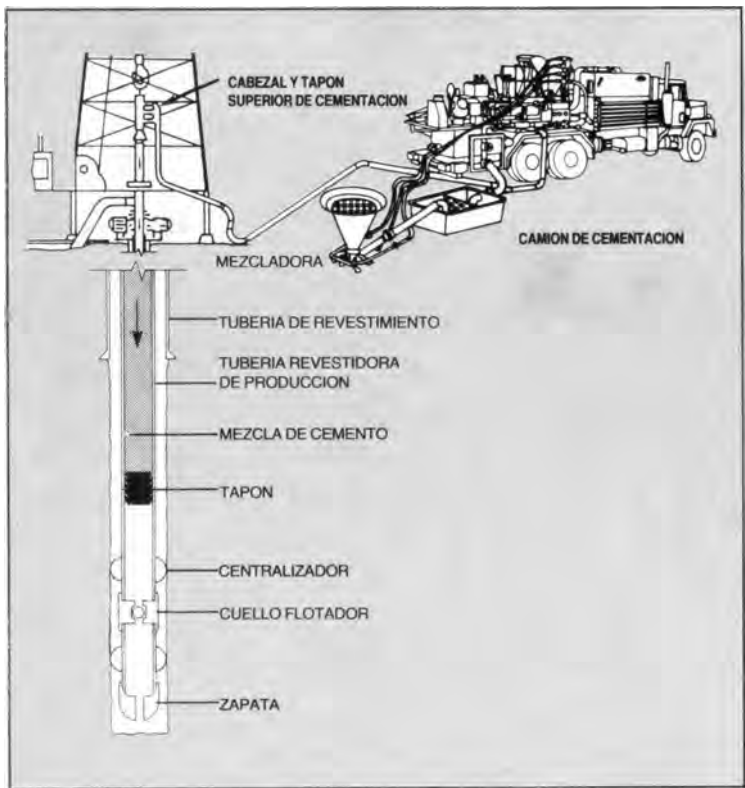 CABEZAL Y TAPON
SUPERIOR DE CEMENTACION
CAMION DE CEMENTACION
MEZCLADORA
TUBERIA DE REVESTIMIENTO
TUBERIA REVESTIDORA
DE PRODUCCION
MEZCLA DE CEMENTO
TAPON
CENTRALIZADOR
CUELLO FLOTADOR
ZAPATA